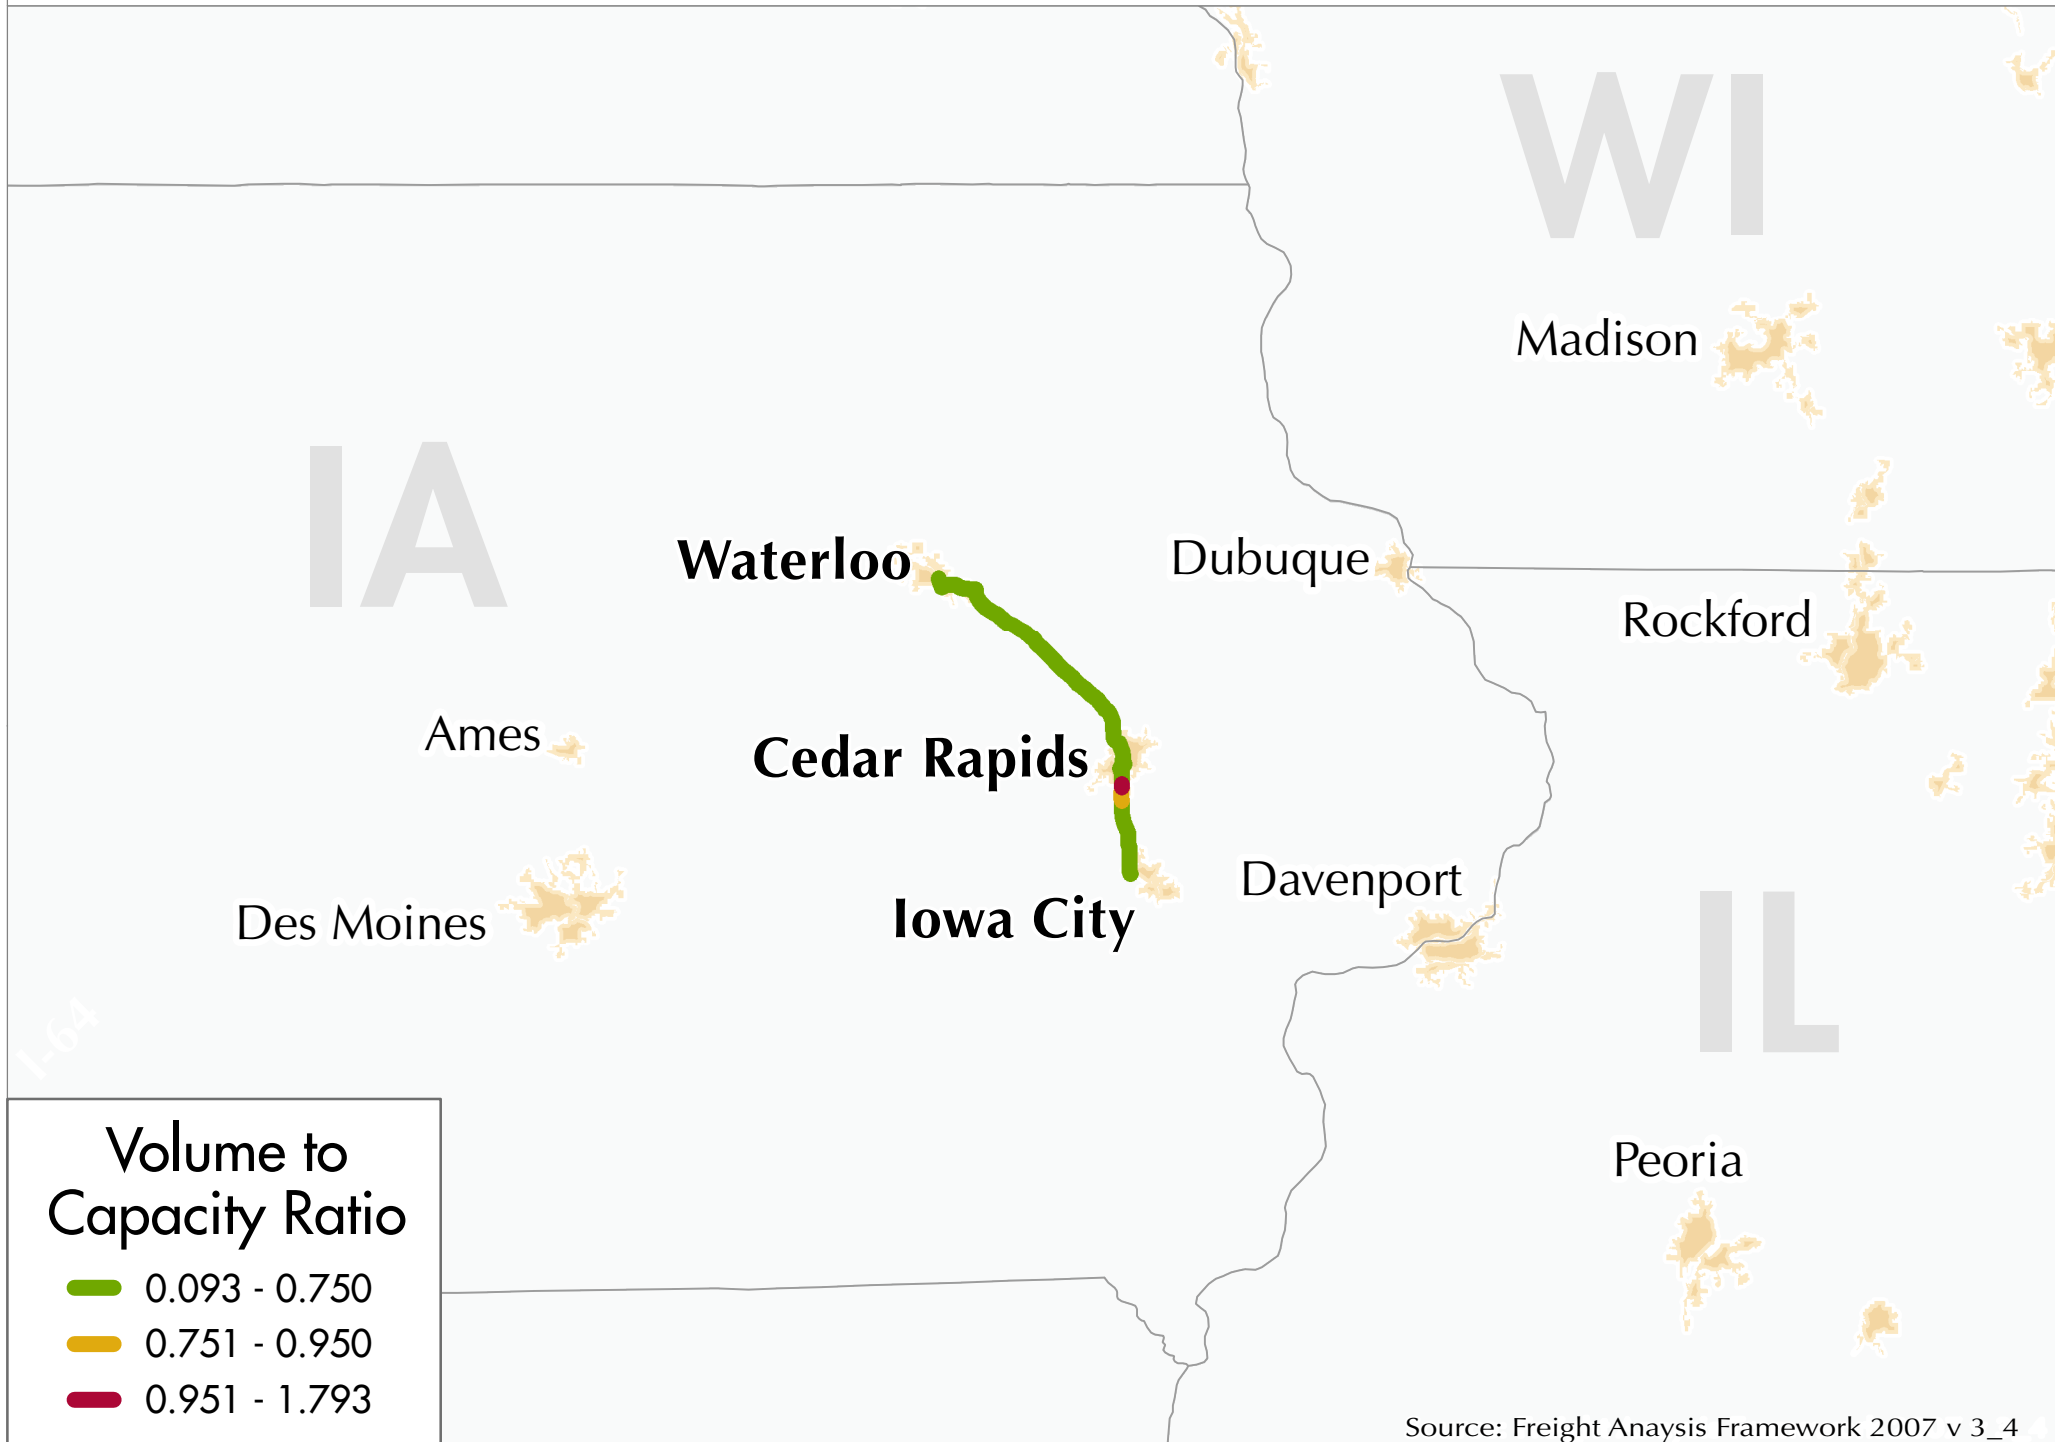 WI
Madison
IA
Waterloo
Dubuque
Rockford
Ames
Cedar Rapids
Davenport
Des Moines
Iowa City
IL
I-64
Peoria
Volume to
Capacity Ratio
0.093 - 0.750
0.751 - 0.950
0.951 - 1.793
Source: Freight Anaysis Framework 2007 v 3_4